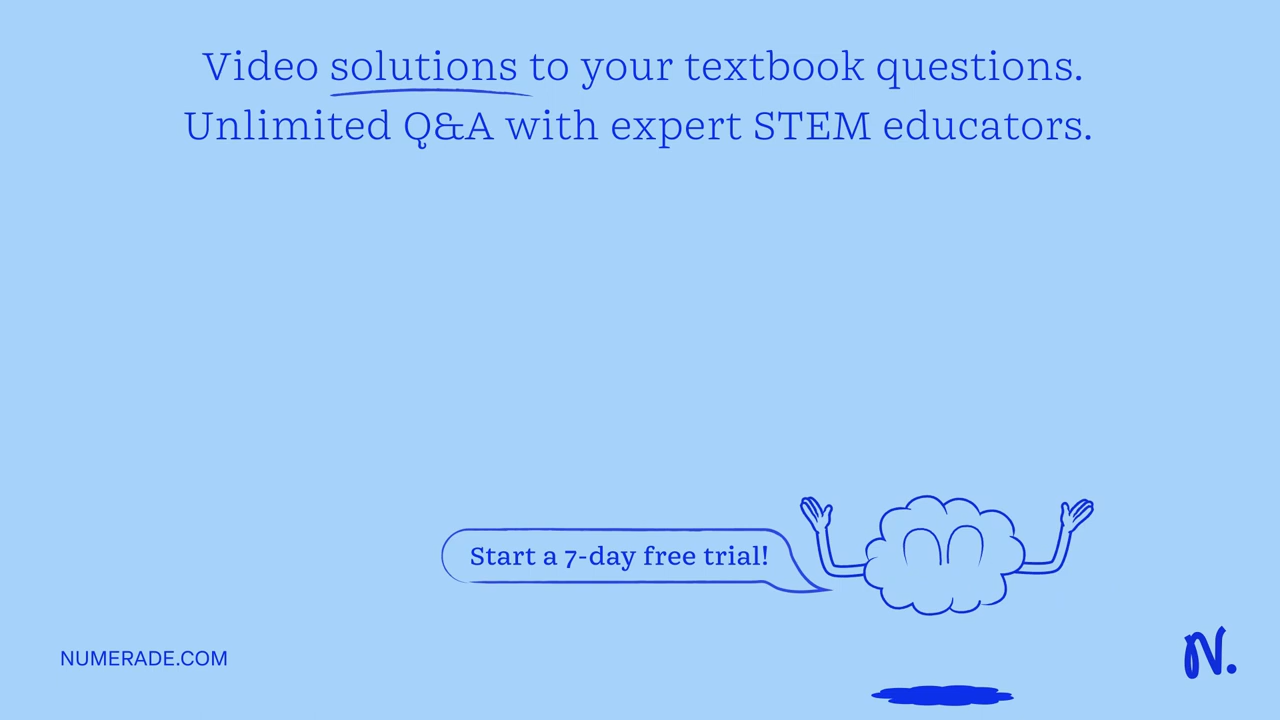 Video solutions to your textbook questions.
Unlimited Q&A with expert STEM educators.
Start a 7-day free trial!
NUMERADE.COM
N.